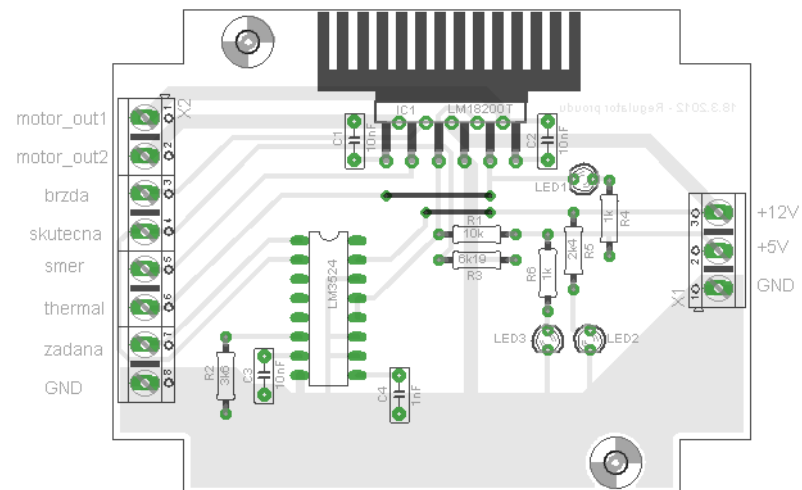 motor_out1
motor_out2
brzda
skutecna
smer
thermal
zadana
GND
X2
1
2
3
4
5
6
7
8
C1
10nF
IC1
LM18200T
C2
10nF
18.3.2012 - Regulator proudu
LED1
1k
R4
R1
10k
6k19
R3
R6
1k
2k4
R5
LM3524
R2
3k6
C3
10nF
C4
1nF
LED3
LED2
3
2
1
X1
+12V
+5V
GND